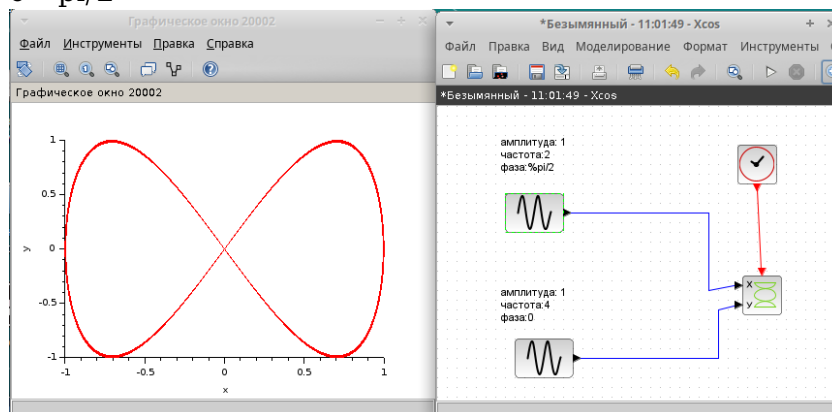 pi/2
Графическое окно 20002
Файл Инструменты Правка Справка
Графическое окно 20002
1
0.5
0
-0.5
-1
y
-1 -0.5 0 0.5 1
x
*Безымянный - 11:01:49 - Xcos
Файл Правка Вид Моделирование Формат Инструменты
*Безымянный - 11:01:49 - Xcos
амплитуда: 1
частота:2
фаза:%pi/2
X
y
амплитуда: 1
частота:4
фаза:0